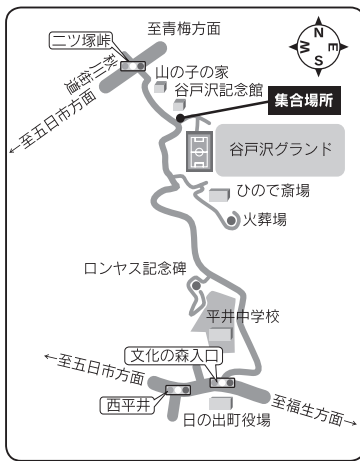 至青梅方面
二ツ塚峠
秋川街道
N
W
E
S
山の子の家
谷戸沢記念館
←至五日市方面
集合場所
谷戸沢グランド
ひので斎場
火葬場
ロンヤス記念碑
平井中学校
文化の森入口
←至五日市方面
西平井
至福生方面→
日の出町役場